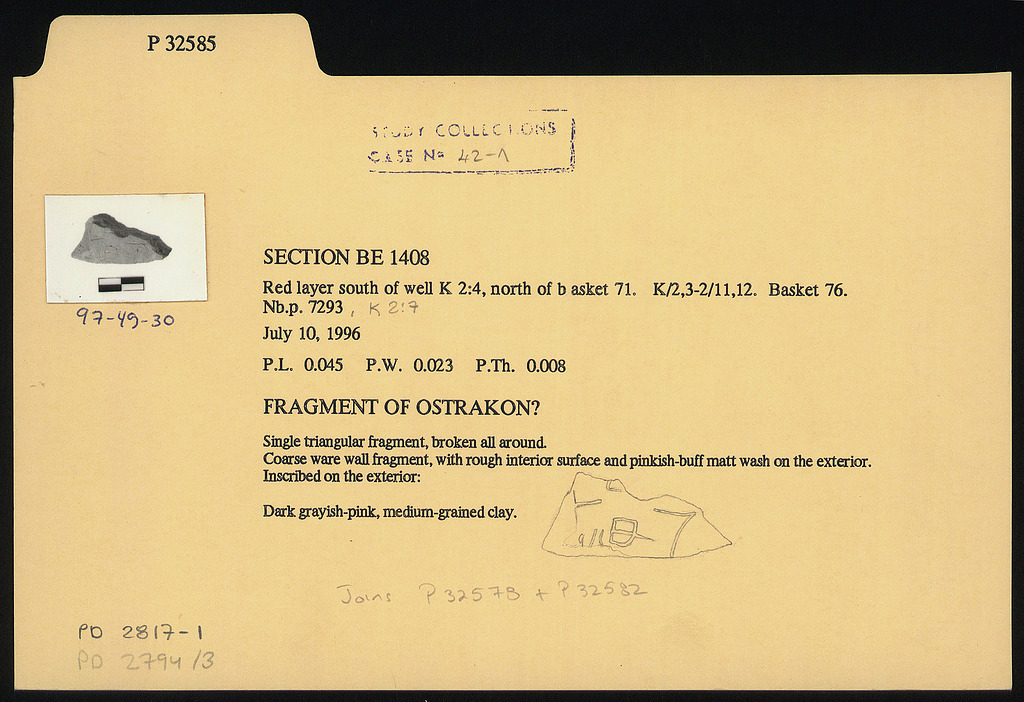 P 32585
STUDY COLLECTIONS
CASE No 42-A
97-49-30
SECTION BE 1408
Red layer south of well K 2:4, north of b asket 71. K/2,3-2/11,12. Basket 76.
Nb.p. 7293, K 2:7
July 10, 1996
P.L. 0.045 P.W. 0.023 P.Th. 0.008
FRAGMENT OF OSTRAKON?
Single triangular fragment, broken all around.
Coarse ware wall fragment, with rough interior surface and pinkish-buff matt wash on the exterior.
Inscribed on the exterior:
Dark grayish-pink, medium-grained clay.
Joins P 32578 + P 32582
PD 2817-1
PD 2794/3